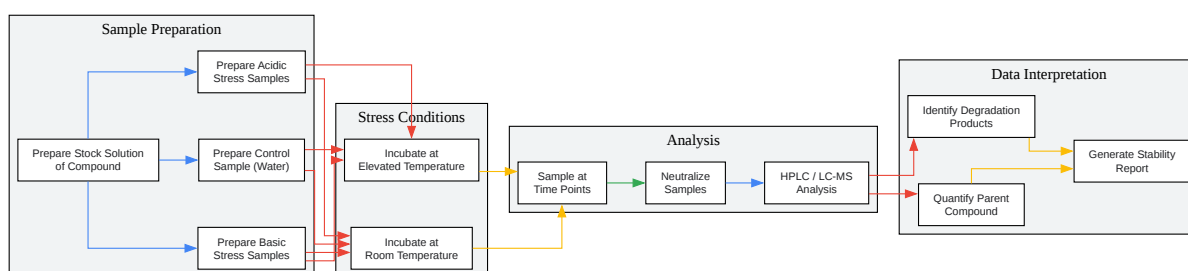 Sample Preparation
Prepare Stock Solution
of Compound
Prepare Acidic
Stress Samples
Prepare Control
Sample (Water)
Prepare Basic
Stress Samples
Stress Conditions
Incubate at
Elevated Temperature
Incubate at
Room Temperature
Analysis
Sample at
Time Points
Neutralize
Samples
HPLC / LC-MS
Analysis
Data Interpretation
Identify Degradation
Products
Quantify Parent
Compound
Generate Stability
Report